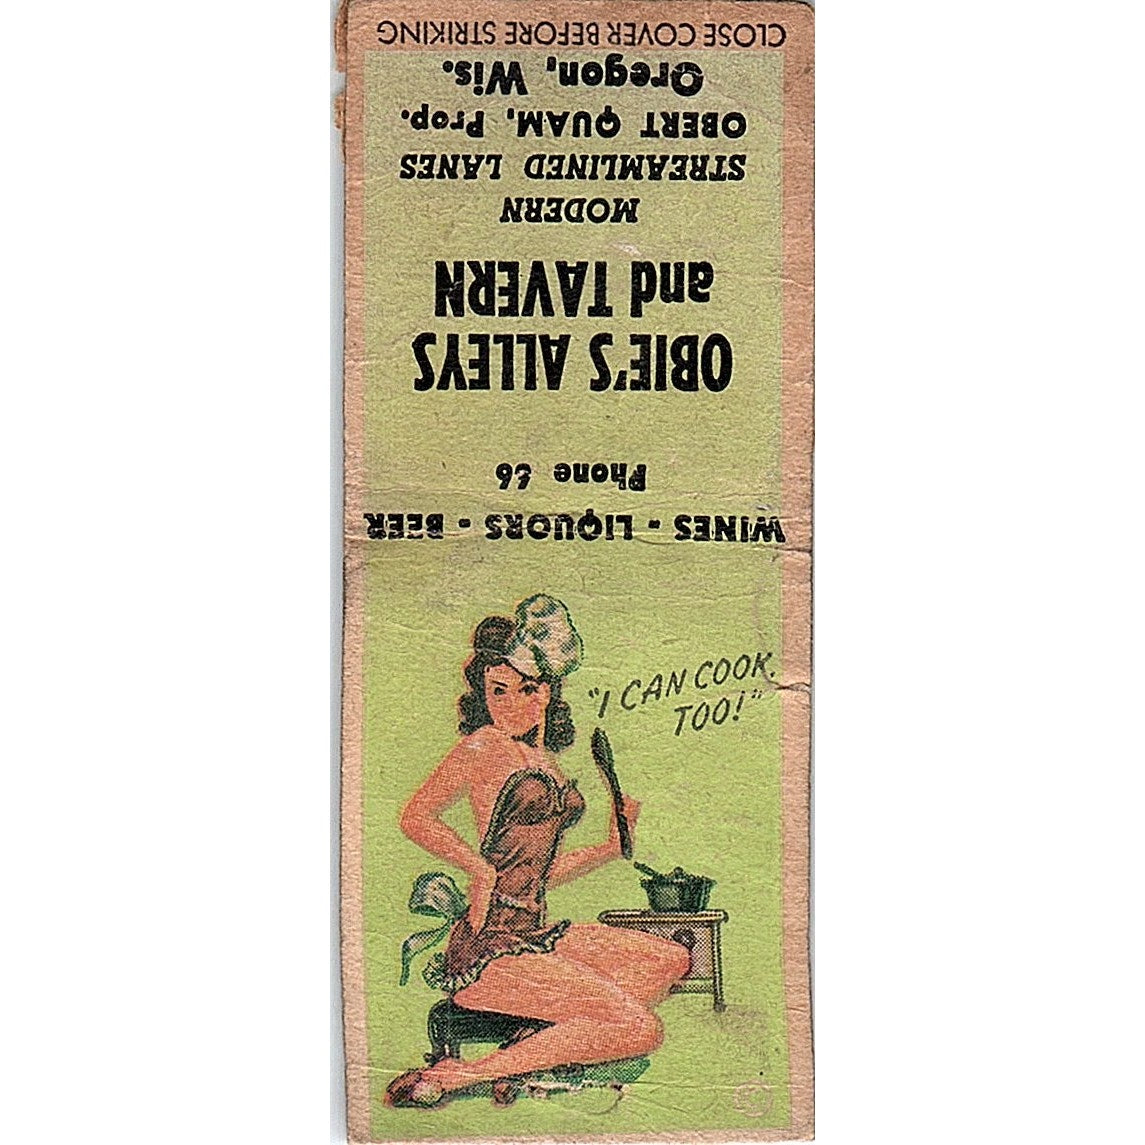 WINES - LIQUORS - BEER
Phone
OBIE'S ALLEYS
and TAVERN
MODERN
STREAMLINED LANES
OBERT QUAM, Prop.
Oregon, Wis.
CLOSE COVER BEFORE STRIKING
"I CAN COOK,
TOO!"